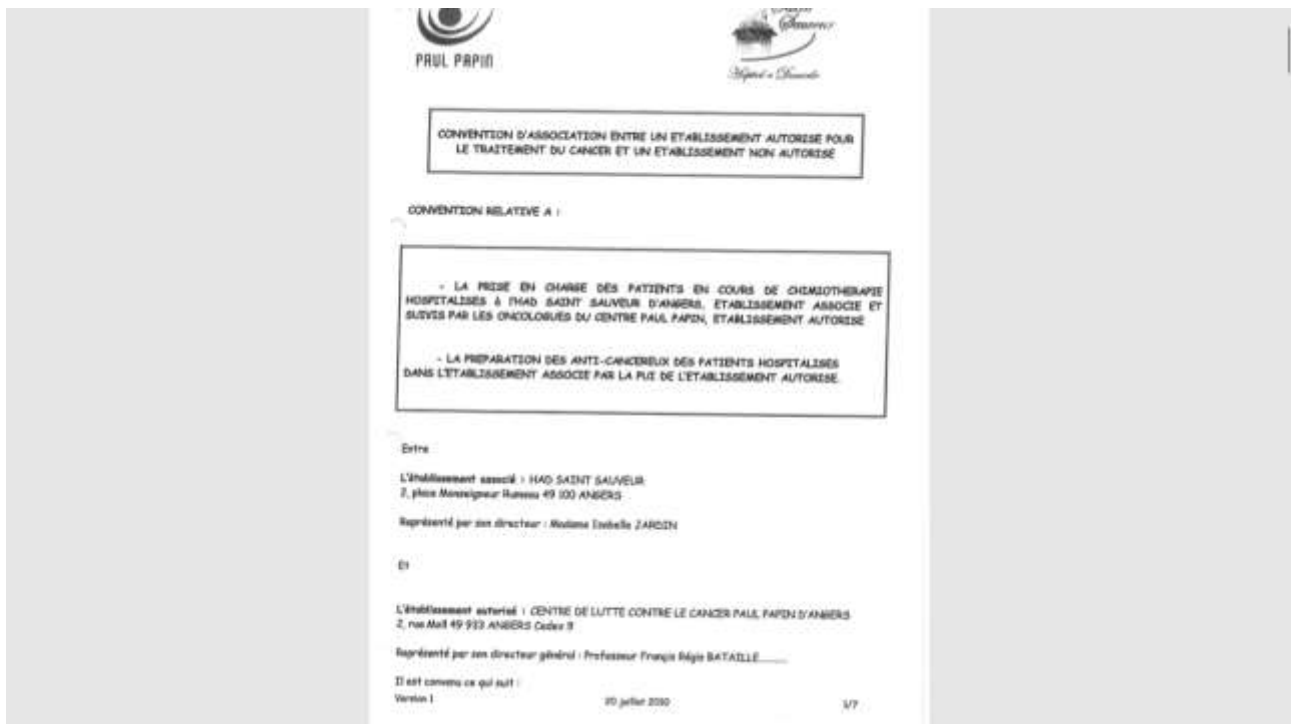 PAUL PAPIN
Sauveur
Hôpital à Domicile
CONVENTION D'ASSOCIATION ENTRE UN ETABLISSEMENT AUTORISE POUR
LE TRAITEMENT DU CANCER ET UN ETABLISSEMENT NON AUTORISE
CONVENTION RELATIVE A :
- LA PRISE EN CHARGE DES PATIENTS EN COURS DE CHIMIOTHERAPIE
HOSPITALISES à l'HAD SAINT SAUVEUR D'ANGERS, ETABLISSEMENT ASSOCIE ET
SUIVIS PAR LES ONCOLOGUES DU CENTRE PAUL PAPIN, ETABLISSEMENT AUTORISE
- LA PREPARATION DES ANTI-CANCEREUX DES PATIENTS HOSPITALISES
DANS L'ETABLISSEMENT ASSOCIE PAR LA PUI DE L'ETABLISSEMENT AUTORISE.
Entre
L'établissement associé : HAD SAINT SAUVEUR
2, place Monseigneur Rumeau 49 100 ANGERS
Représenté par son directeur : Madame Isabelle JARDIN
Et
L'établissement autorisé : CENTRE DE LUTTE CONTRE LE CANCER PAUL PAPIN D'ANGERS
2, rue Moll 49 933 ANGERS Cedex 9
Représenté par son directeur général : Professeur François Régis BATAILLE
Il est convenu ce qui suit :
Version 1
20 juillet 2010
1/7